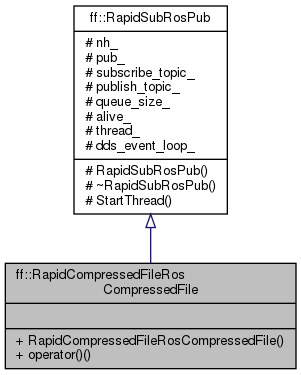 ff::RapidSubRosPub
# nh_
# pub_
# subscribe_topic_
# publish_topic_
# queue_size_
# alive_
# thread_
# dds_event_loop_
# RapidSubRosPub()
# ~RapidSubRosPub()
# StartThread()
ff::RapidCompressedFileRos
CompressedFile
+ RapidCompressedFileRosCompressedFile()
+ operator()()